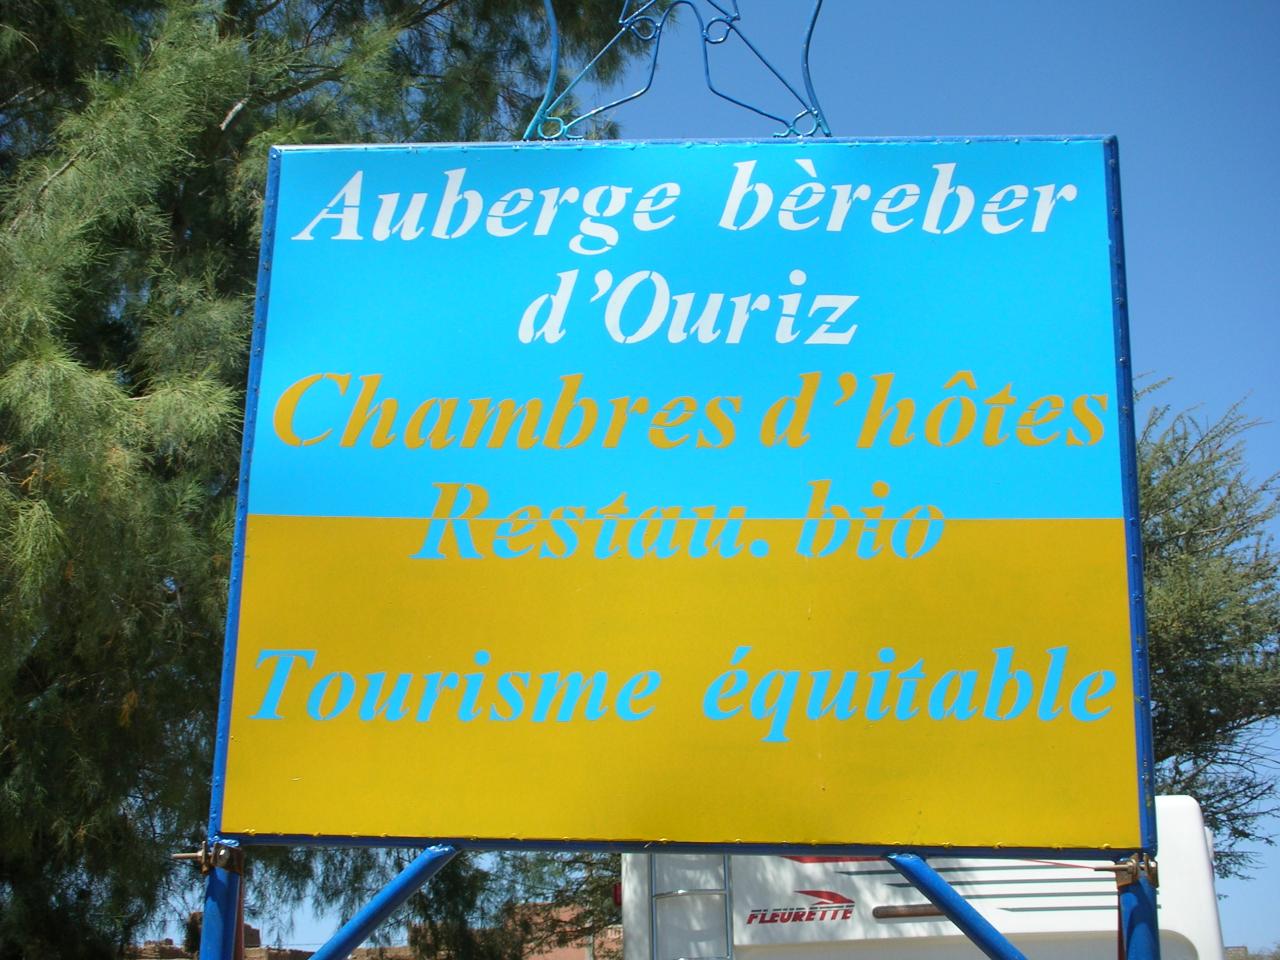 Auberge bèreber
d'Ouriz
Chambres d'hôtes
Restau. bio
Tourisme équitable
FLEURETTE